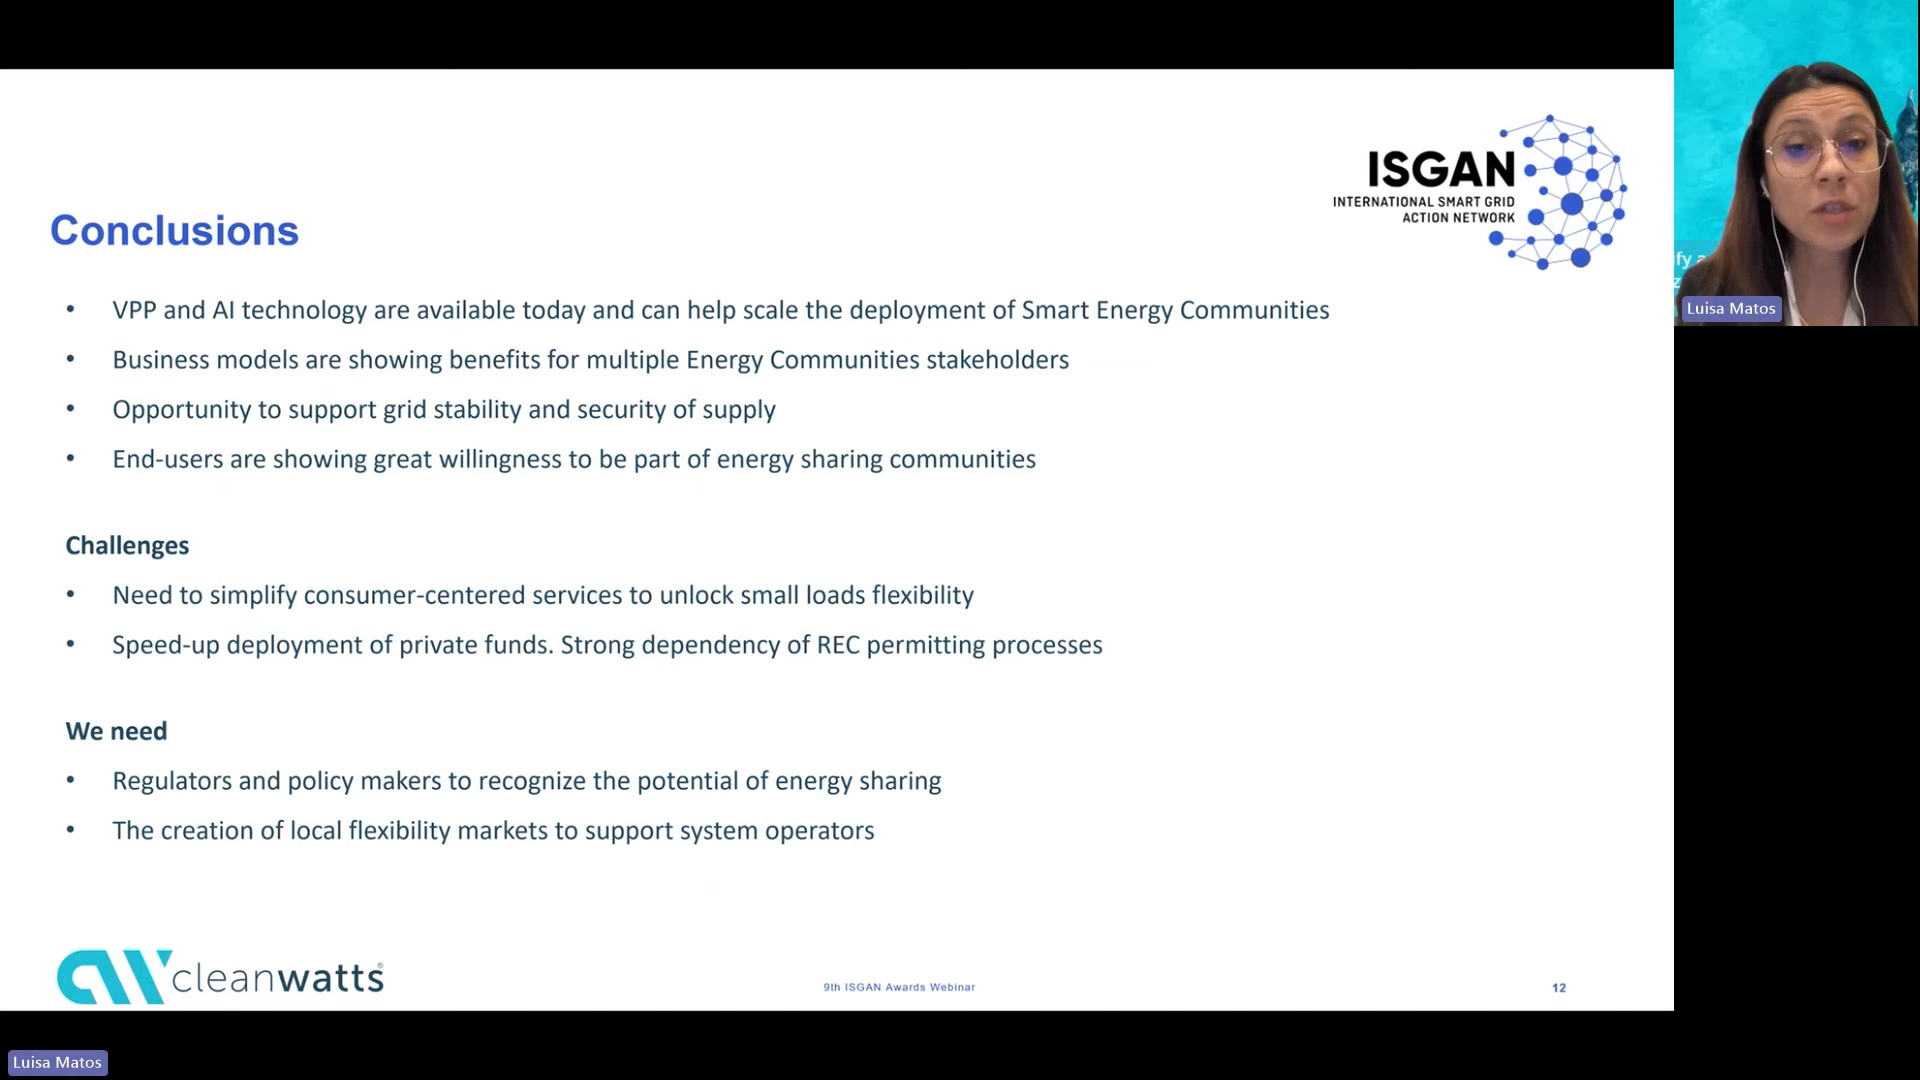 ISGAN
INTERNATIONAL SMART GRID
ACTION NETWORK
Conclusions
• VPP and AI technology are available today and can help scale the deployment of Smart Energy Communities
• Business models are showing benefits for multiple Energy Communities stakeholders
• Opportunity to support grid stability and security of supply
• End-users are showing great willingness to be part of energy sharing communities
Challenges
• Need to simplify consumer-centered services to unlock small loads flexibility
• Speed-up deployment of private funds. Strong dependency of REC permitting processes
We need
• Regulators and policy makers to recognize the potential of energy sharing
• The creation of local flexibility markets to support system operators
cleanwatts®
9th ISGAN Awards Webinar
12
Luisa Matos
Luisa Matos